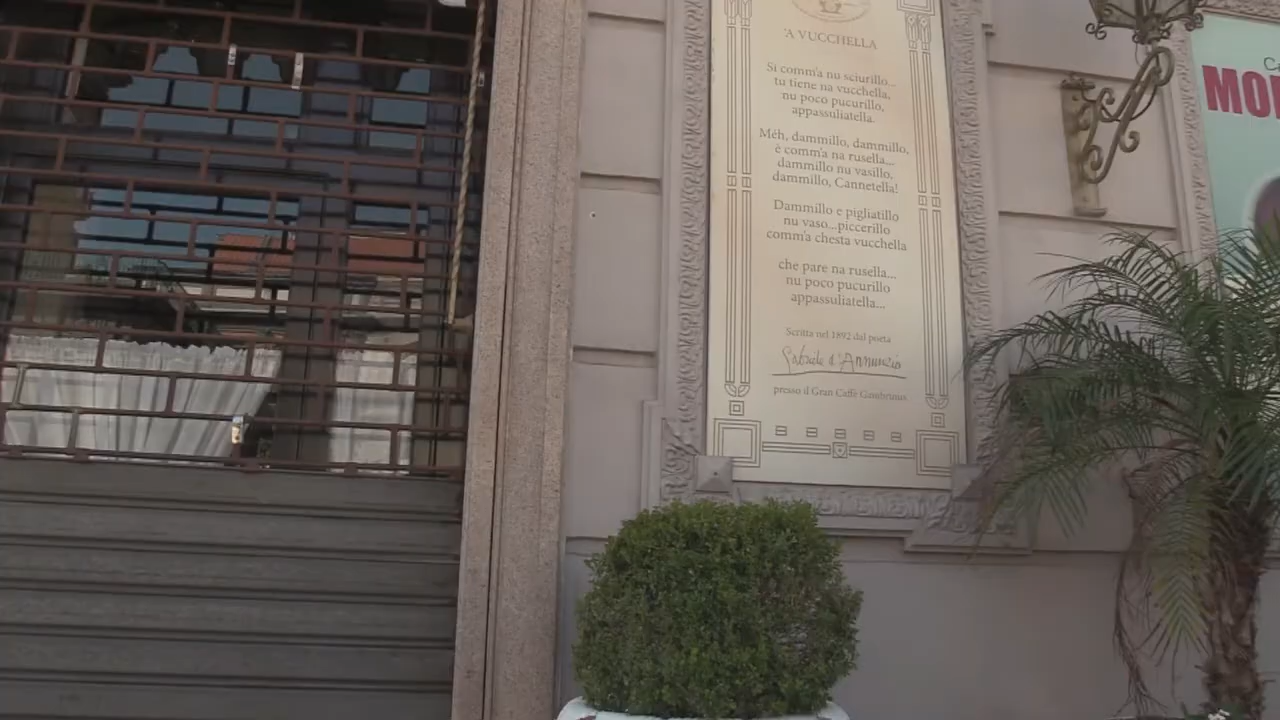 'A VUCCHELLA
Si comm'a nu sciurillo...
tu tiene na vucchella,
nu poco pucurillo,
appassuliatella.
Méh, dammillo, dammillo,
è comm'a na rusella...
dammillo nu vasillo,
dammillo, Cannetella!
Dammillo e pigliatillo
nu vaso...piccerillo
comm'a chesta vucchella
che pare na rusella...
nu poco pucurillo
appassuliatella...
Scritta nel 1892 dal poeta
Gabriele d'Annunzio
presso il Gran Caffè Gambrinus